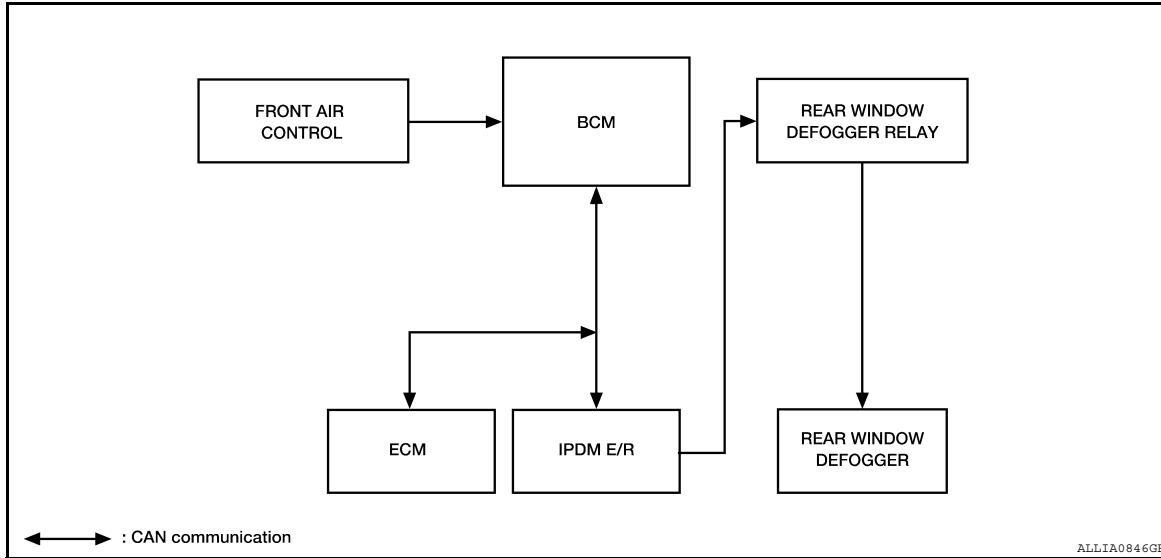 FRONT AIR
CONTROL
BCM
REAR WINDOW
DEFOGGER RELAY
ECM
IPDM E/R
REAR WINDOW
DEFOGGER
: CAN communication